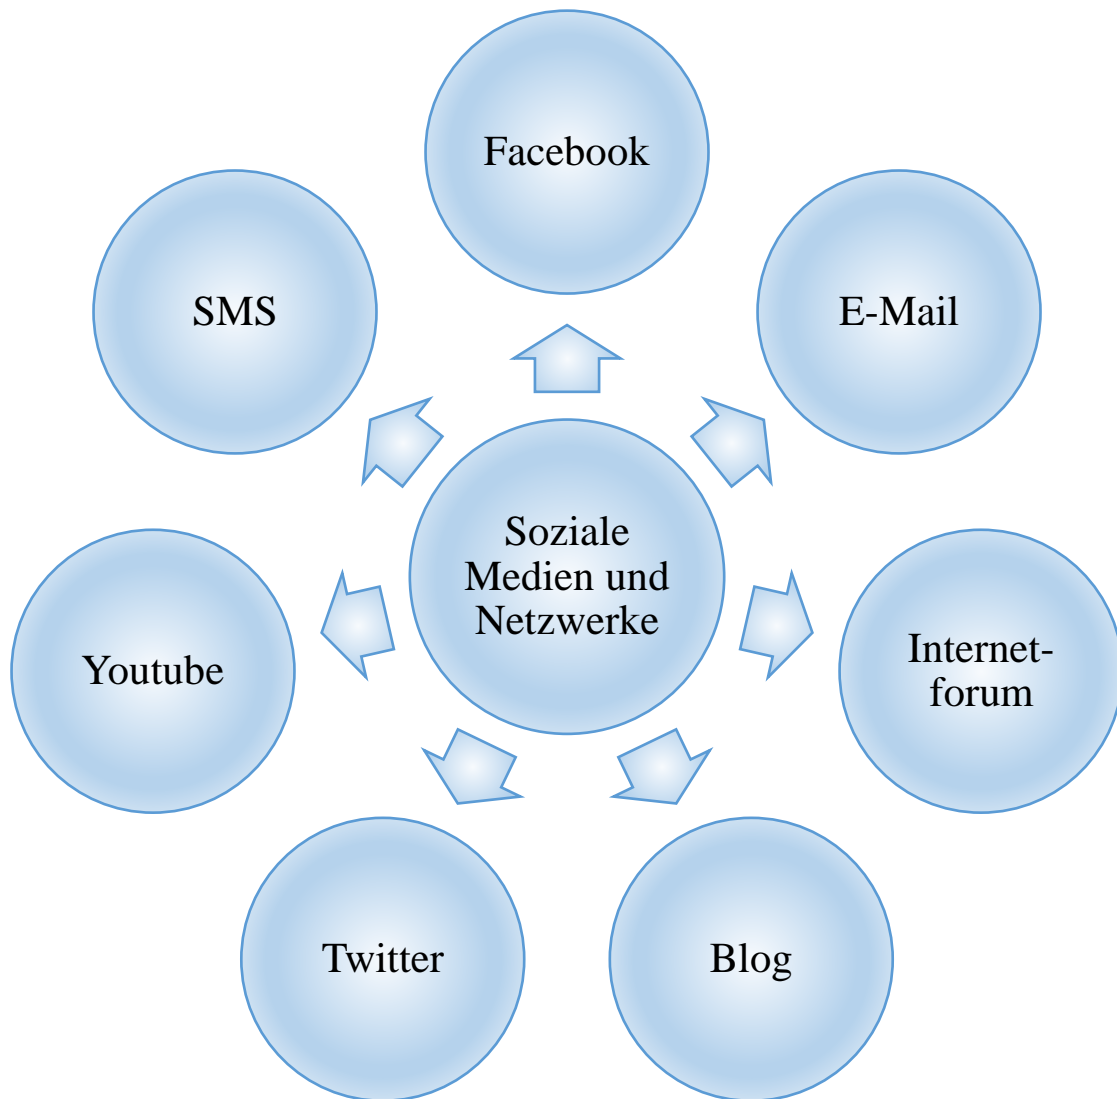 Facebook
SMS
E-Mail
Soziale
Medien und
Netzwerke
Youtube
Internet-
forum
Twitter
Blog